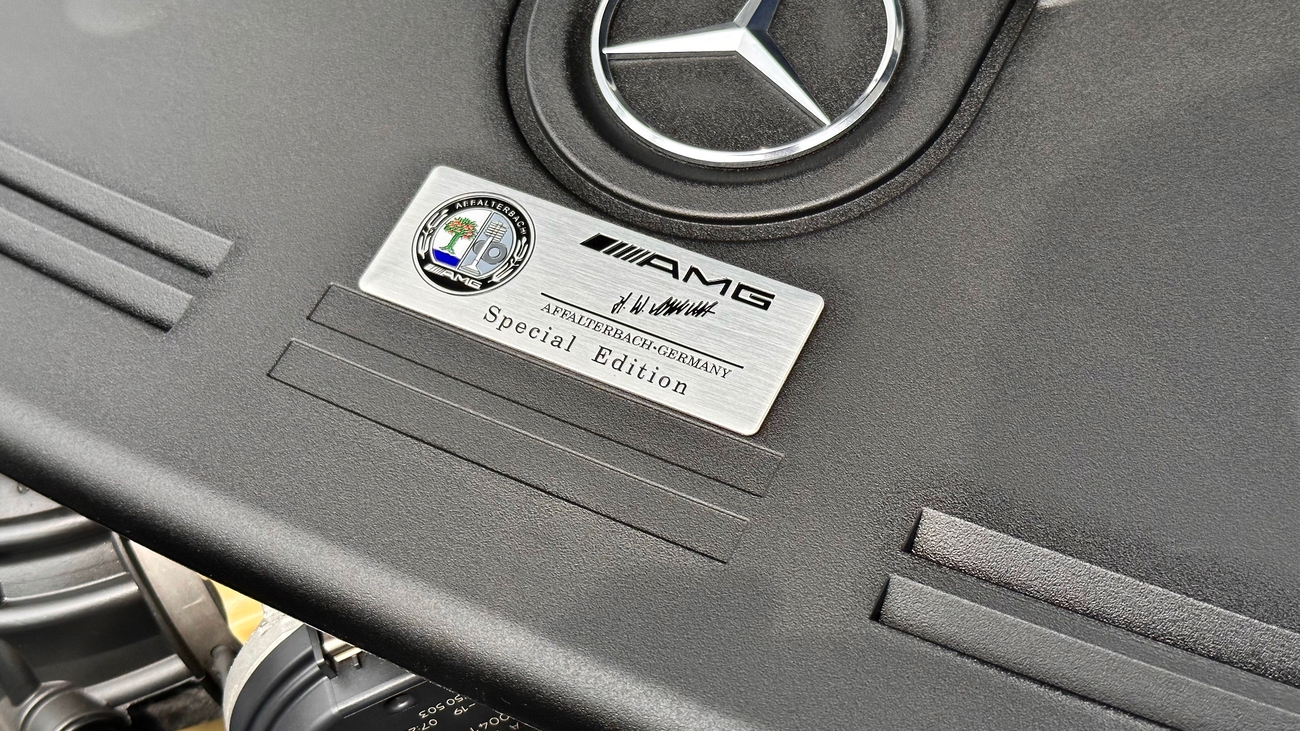 AFFALTERBACH
AMG
AMG
AFFALTERBACH·GERMANY
Special Edition